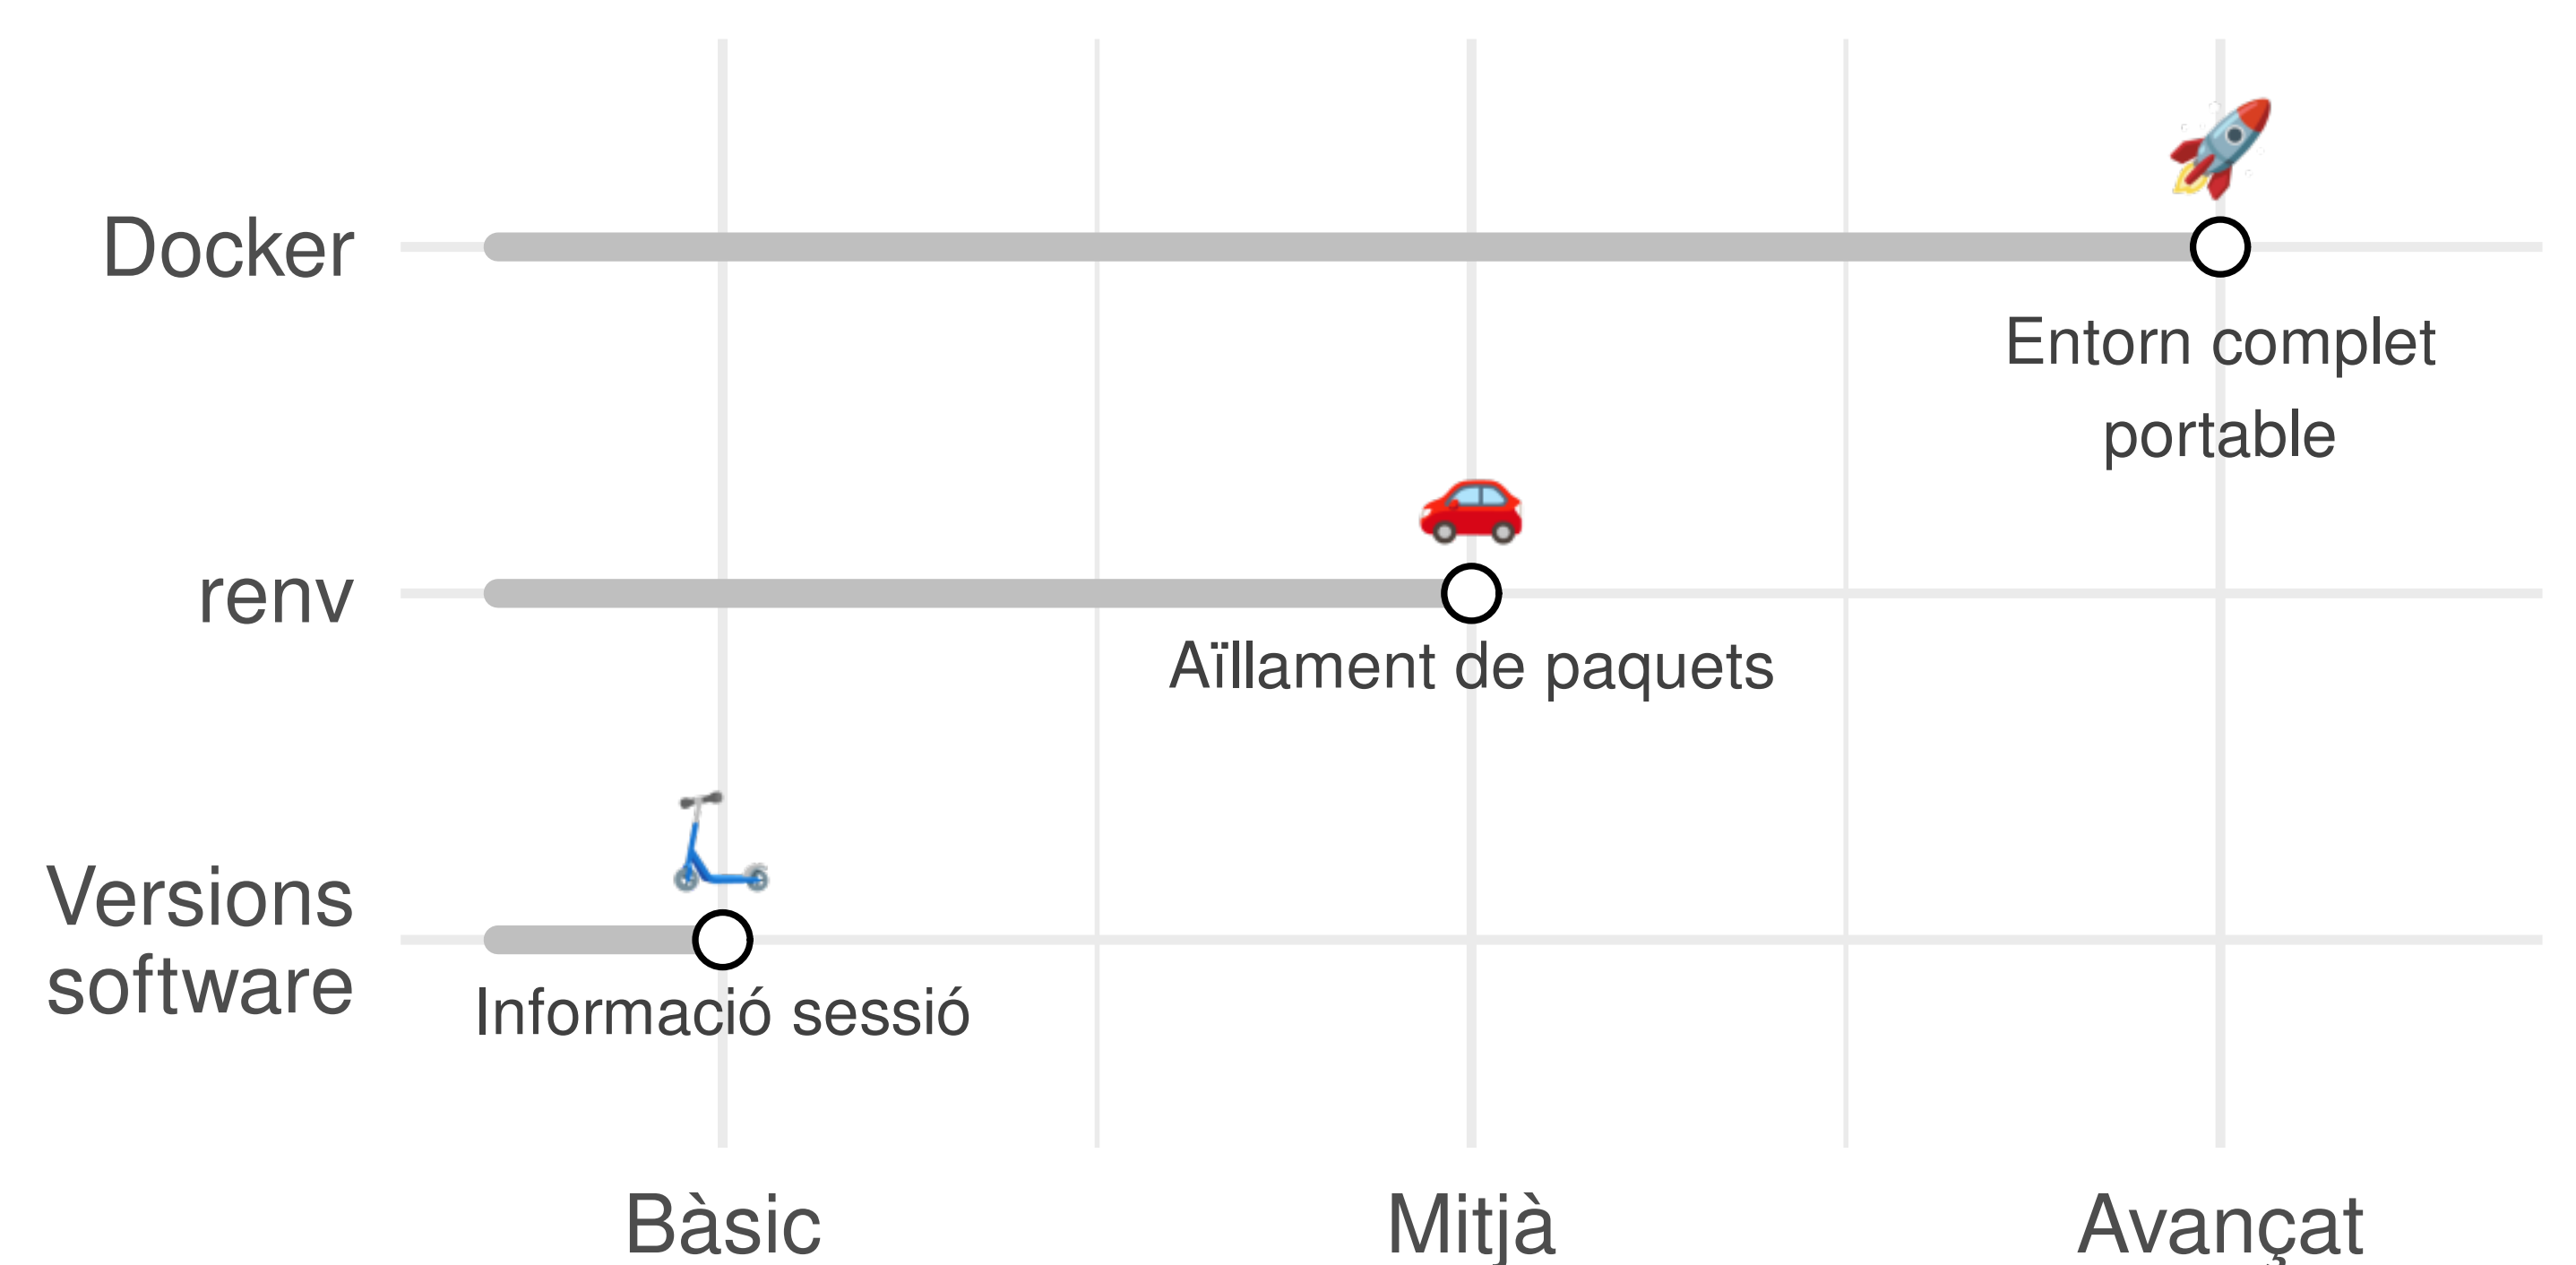 Docker
Entorn complet
portable
renv
Aïllament de paquets
Versions
software
Informació sessió
Bàsic
Mitjà
Avançat